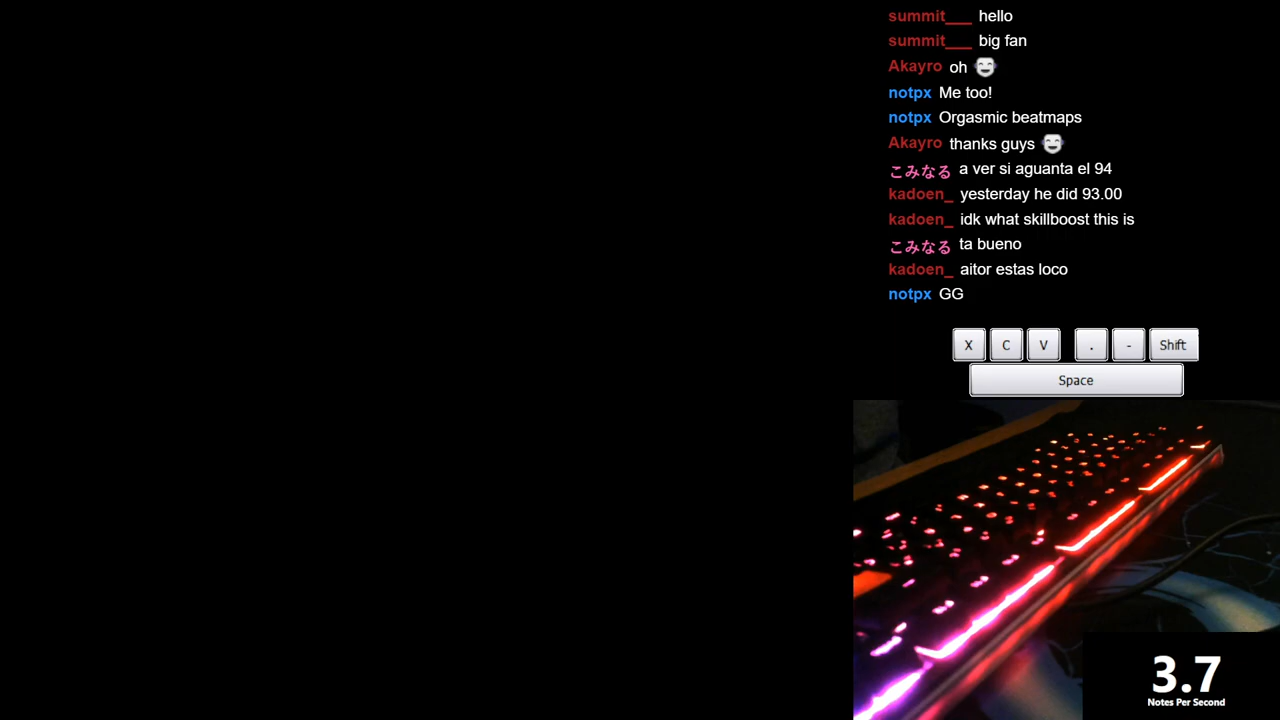 summit___ hello
summit___ big fan
Akayro oh
notpx Me too!
notpx Orgasmic beatmaps
Akayro thanks guys
こみなる a ver si aguanta el 94
kadoen_ yesterday he did 93.00
kadoen_ idk what skillboost this is
こみなる ta bueno
kadoen_ aitor estas loco
notpx GG
X C V . - Shift
Space
3.7
Notes Per Second